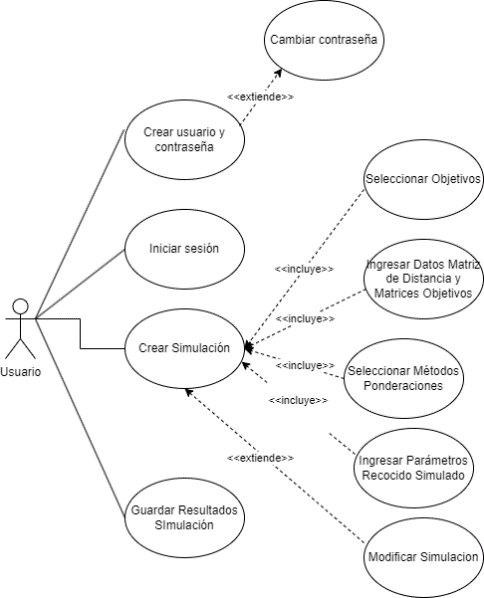 Cambiar contraseña
<<extiende>>
Crear usuario y
contraseña
Seleccionar Objetivos
Iniciar sesión
<<incluye>>
Ingresar Datos Matriz
de Distancia y
Matrices Objetivos
<<incluye>>
Usuario
Crear Simulación
<<incluye>>
Seleccionar Métodos
Ponderaciones
<<incluye>>
<<extiende>>
Ingresar Parámetros
Recocido Simulado
Guardar Resultados
SImulación
Modificar Simulacion